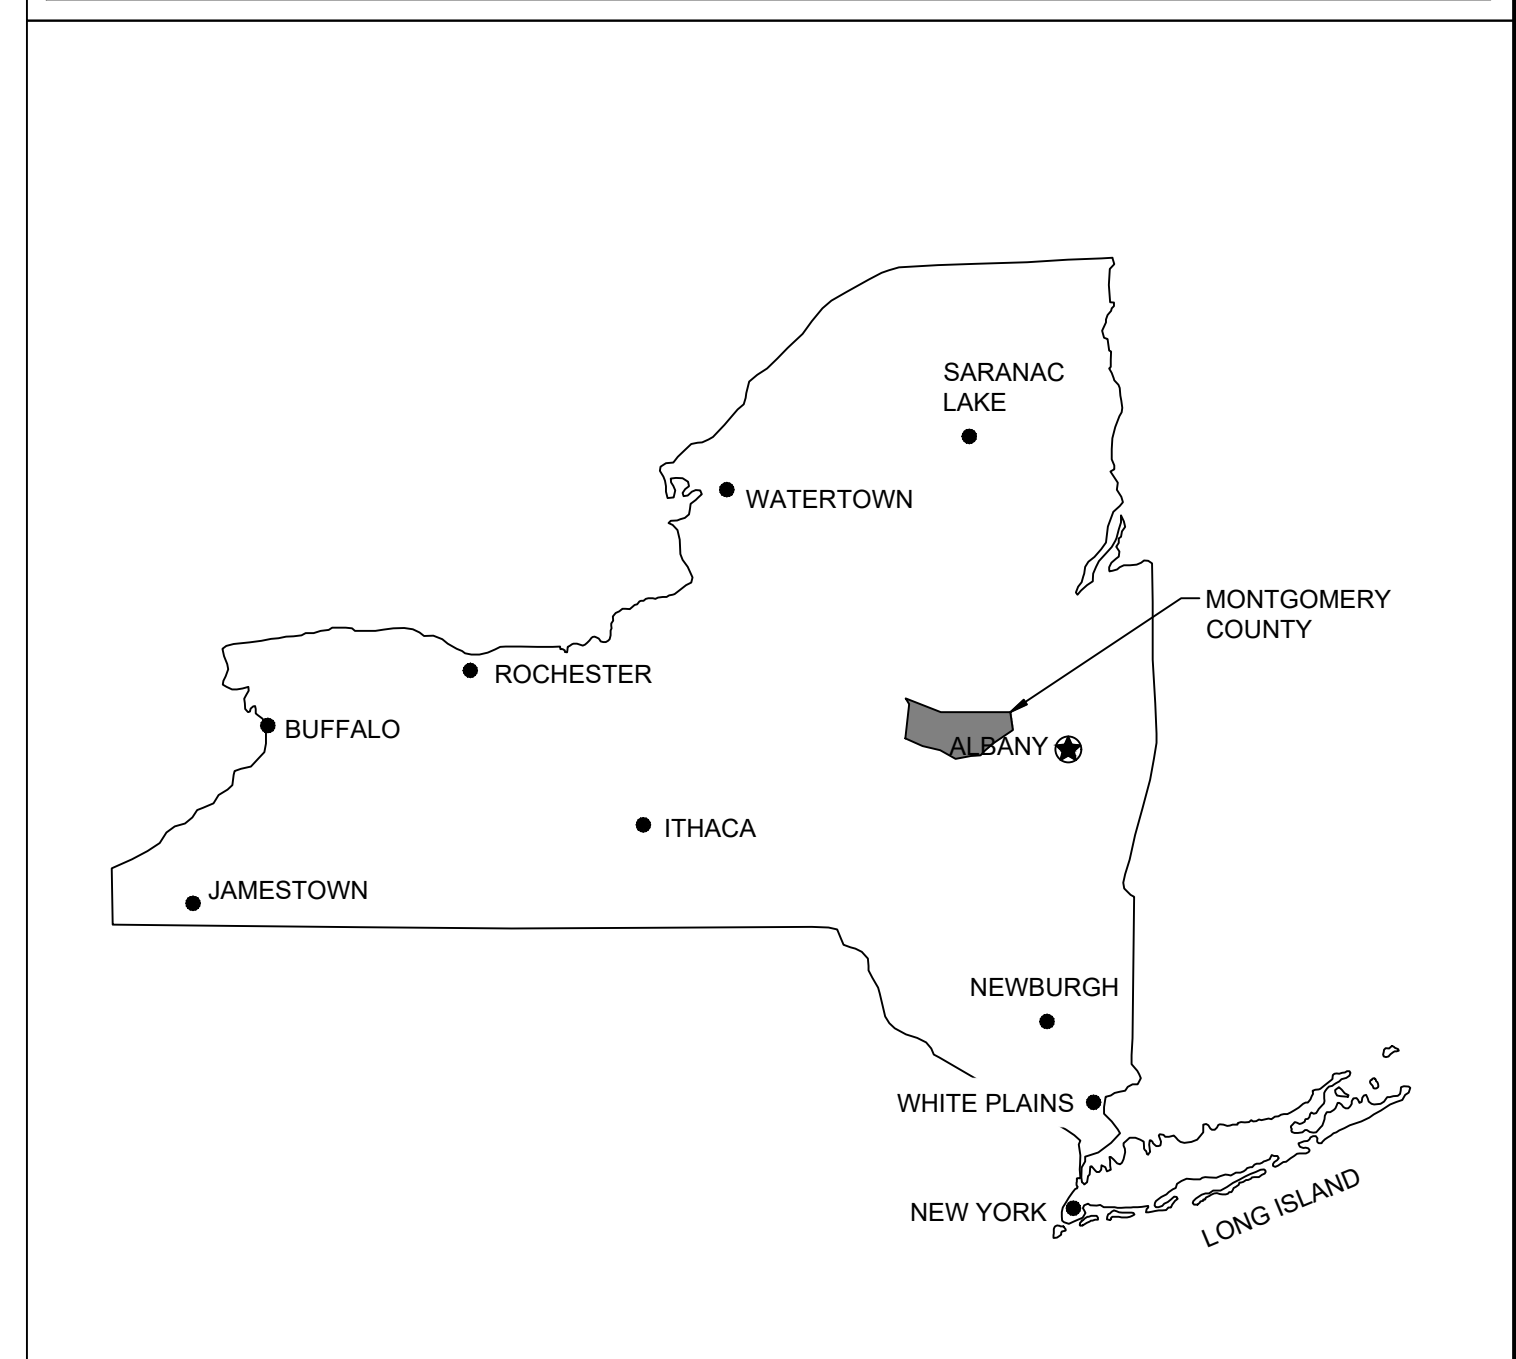 SARANAC
LAKE
WATERTOWN
MONTGOMERY
COUNTY
ROCHESTER
BUFFALO
ALBANY
ITHACA
JAMESTOWN
NEWBURGH
WHITE PLAINS
NEW YORK
LONG ISLAND